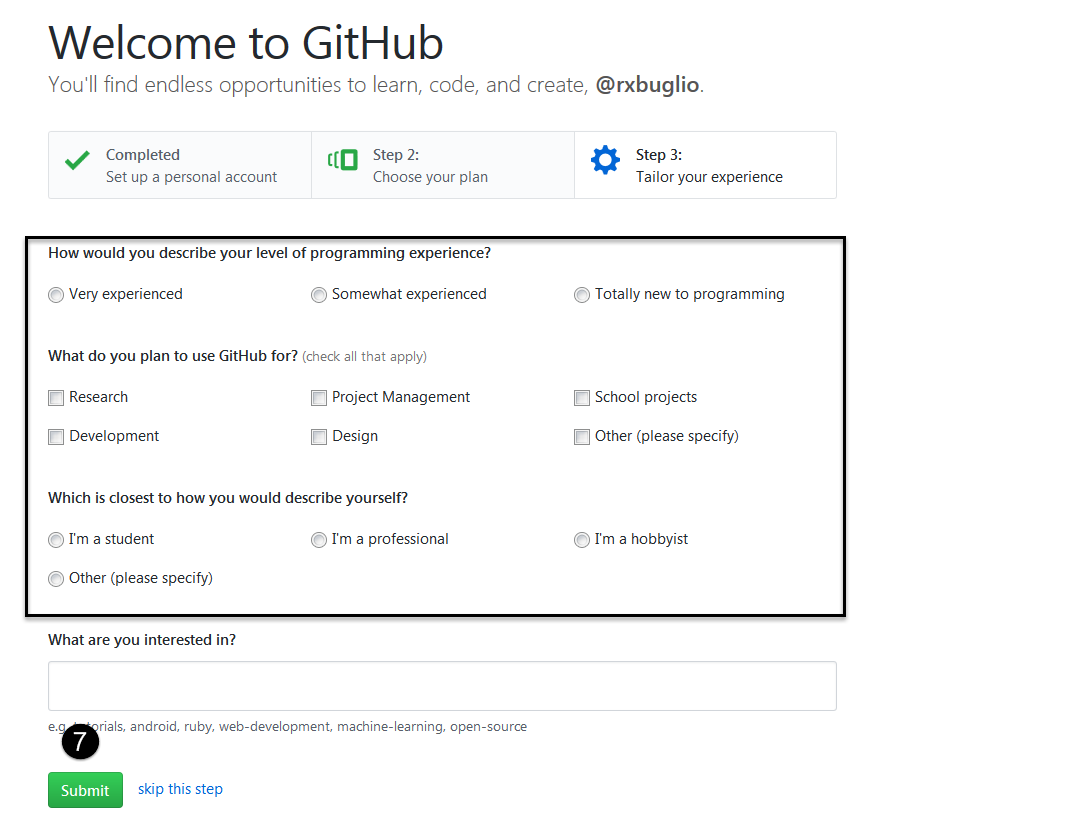 Welcome to GitHub
You'll find endless opportunities to learn, code, and create, @rxbuglio.
Completed
Set up a personal account
Step 2:
Choose your plan
Step 3:
Tailor your experience
How would you describe your level of programming experience?
Very experienced
Somewhat experienced
Totally new to programming
What do you plan to use GitHub for? (check all that apply)
Research
Project Management
School projects
Development
Design
Other (please specify)
Which is closest to how you would describe yourself?
I'm a student
I'm a professional
I'm a hobbyist
Other (please specify)
What are you interested in?
e.g. tutorials, android, ruby, web-development, machine-learning, open-source
7
Submit
skip this step